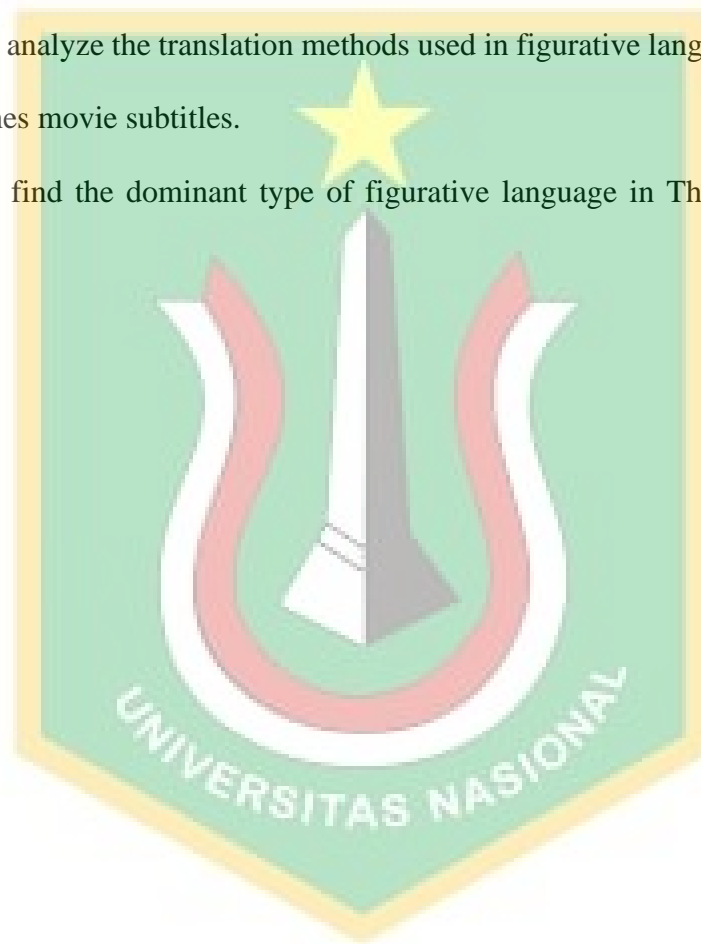 analyze the translation methods used in figurative lang
nes movie subtitles.
find the dominant type of figurative language in Th
UNIVERSITAS NASIONAL